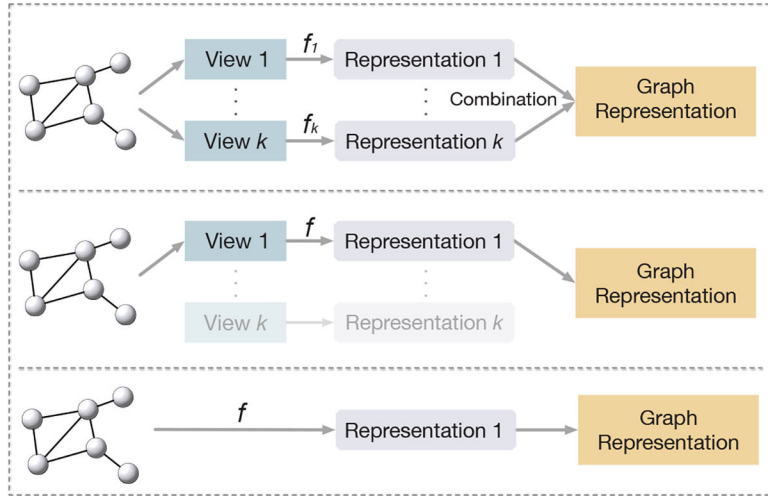 View 1
f1
Representation 1
Combination
Graph
Representation
View k
fk
Representation k
View 1
f
Representation 1
Graph
Representation
View k
Representation k
f
Representation 1
Graph
Representation